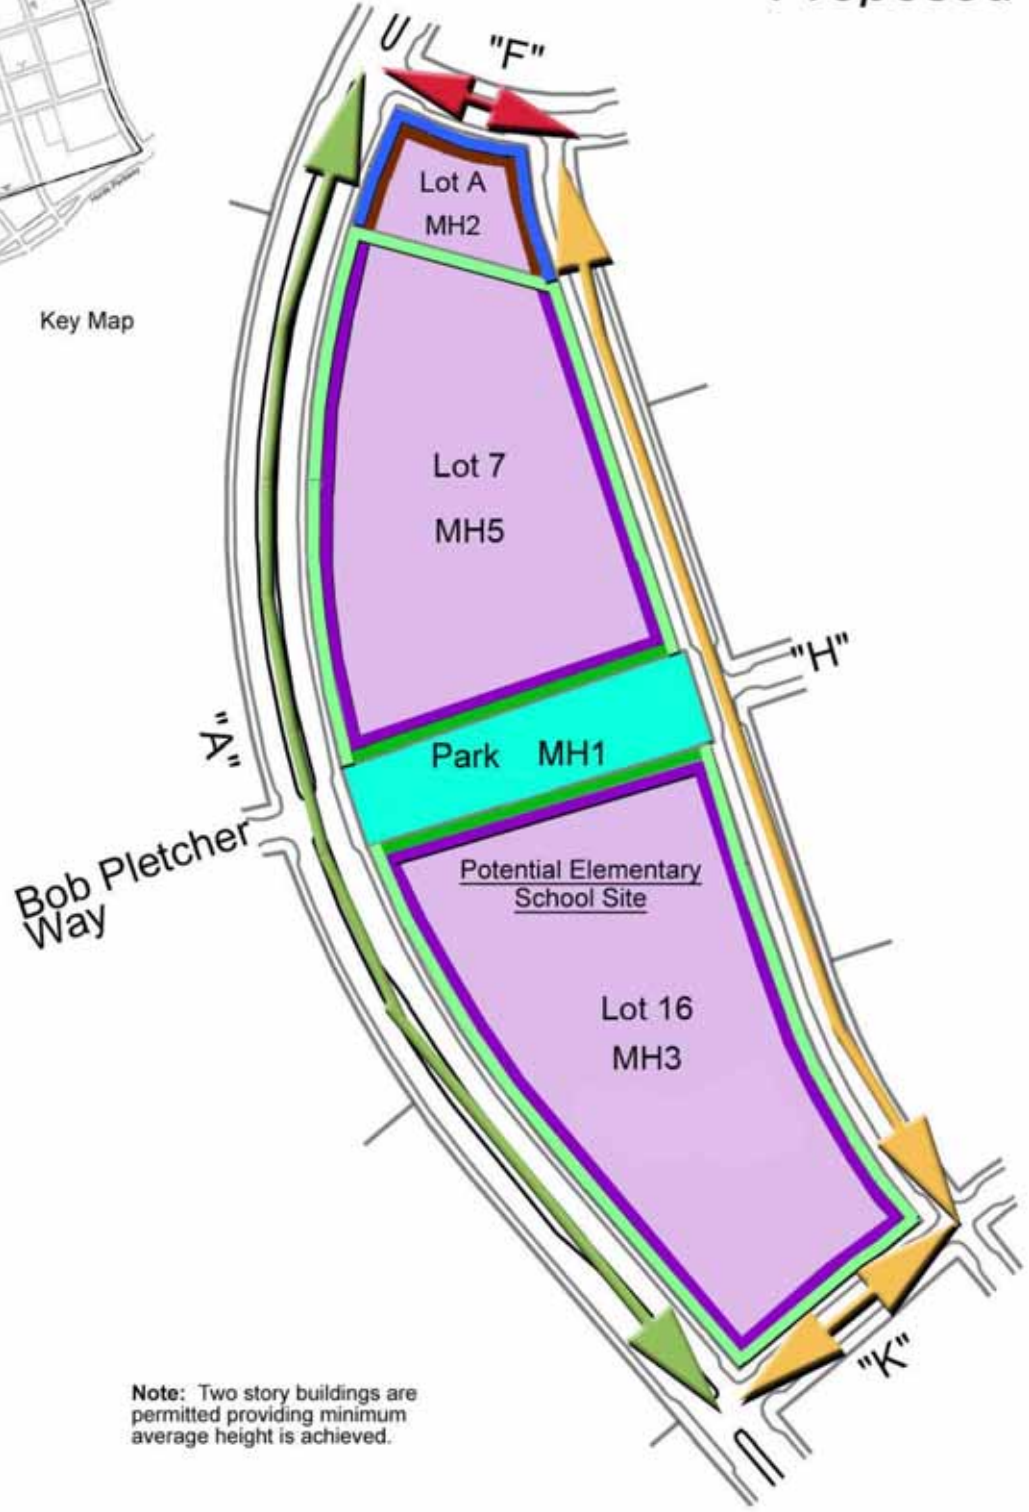 "F"
Lot A
MH2
Key Map
Lot 7
MH5
"H"
"A"
Park MH1
Bob Pletcher
Way
Potential Elementary
School Site
Lot 16
MH3
"K"
Note: Two story buildings are
permitted providing minimum
average height is achieved.